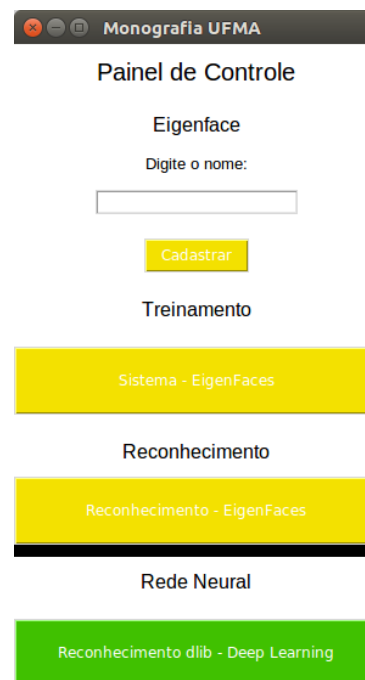 Monografia UFMA
Painel de Controle
Eigenface
Digite o nome:
Cadastrar
Treinamento
Sistema - EigenFaces
Reconhecimento
Reconhecimento - EigenFaces
Rede Neural
Reconhecimento dlib - Deep Learning